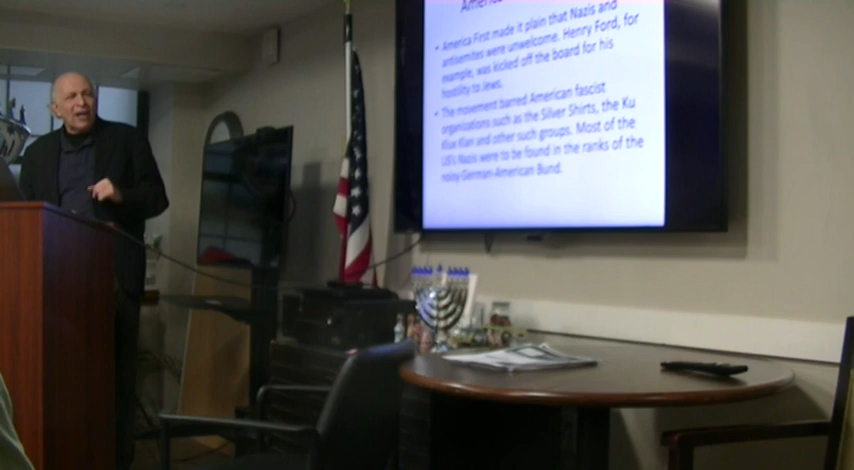 • America First made it plain that Nazis and
antisemites were unwelcome. Henry Ford, for
example, was kicked off the board for his
hostility to Jews.
• The movement barred American fascist
organizations such as the Silver Shirts, the Ku
Klux Klan and other such groups. Most of the
US's Nazis were to be found in the ranks of the
noisy German-American Bund.